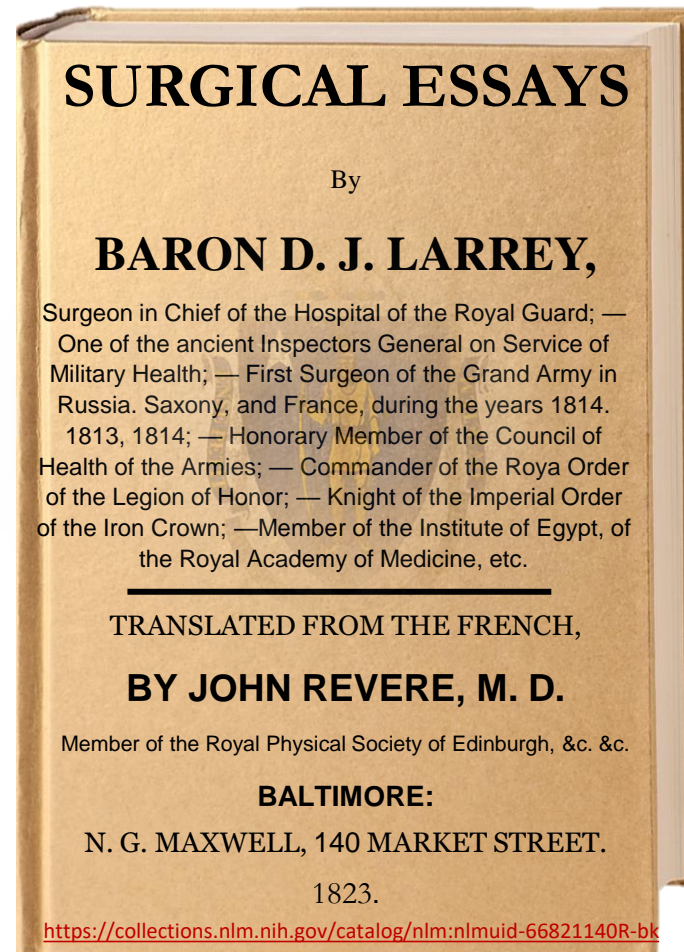 SURGICAL ESSAYS
By
BARON D. J. LARREY,
Surgeon in Chief of the Hospital of the Royal Guard; —
One of the ancient Inspectors General on Service of
Military Health; — First Surgeon of the Grand Army in
Russia. Saxony, and France, during the years 1814.
1813, 1814; — Honorary Member of the Council of
Health of the Armies; — Commander of the Roya Order
of the Legion of Honor; — Knight of the Imperial Order
of the Iron Crown; —Member of the Institute of Egypt, of
the Royal Academy of Medicine, etc.
TRANSLATED FROM THE FRENCH,
BY JOHN REVERE, M. D.
Member of the Royal Physical Society of Edinburgh, &c. &c.
BALTIMORE:
N. G. MAXWELL, 140 MARKET STREET.
1823.
https://collections.nlm.nih.gov/catalog/nlm:nlmuid-66821140R-bk